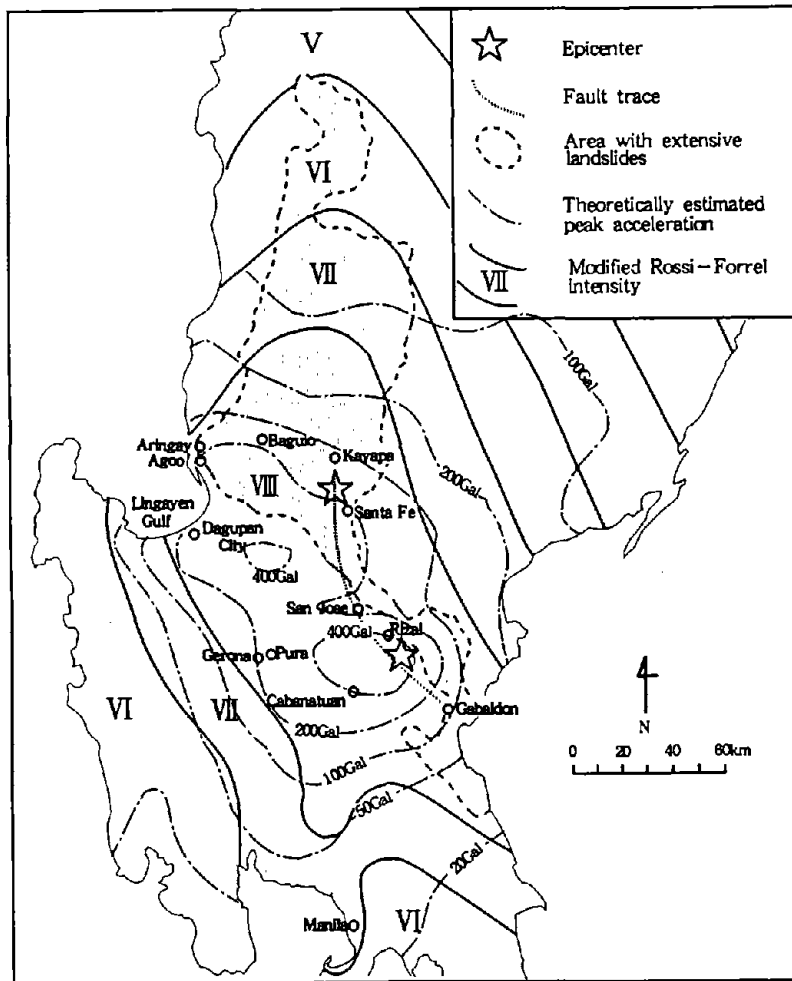 V
Epicenter
Fault trace
Area with extensive
landslides
Theoretically estimated
peak acceleration
VII
Modified Rossi-Forrel
Intensity
VI
VII
100Gal
200Gal
Aringay
Agoo
Baguio
Kayapa
VIII
Lingayen
Gulf
Santa Fe
Dagupan
City
400Gal
San Jose
400Gal
Rizal
Gerona
Pura
Cabanatuan
Gabaldon
VI
VII
200Gal
100Gal
50Gal
20Gal
N
0 20 40 60km
Manila
VI